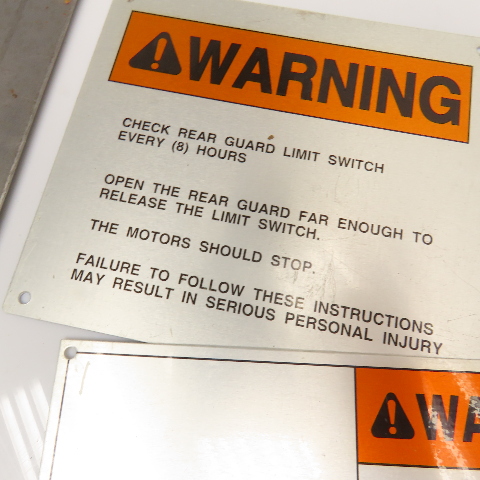 WARNING
CHECK REAR GUARD LIMIT SWITCH
EVERY (8) HOURS
OPEN THE REAR GUARD FAR ENOUGH TO
RELEASE THE LIMIT SWITCH.
THE MOTORS SHOULD STOP.
FAILURE TO FOLLOW THESE INSTRUCTIONS
MAY RESULT IN SERIOUS PERSONAL INJURY
WA